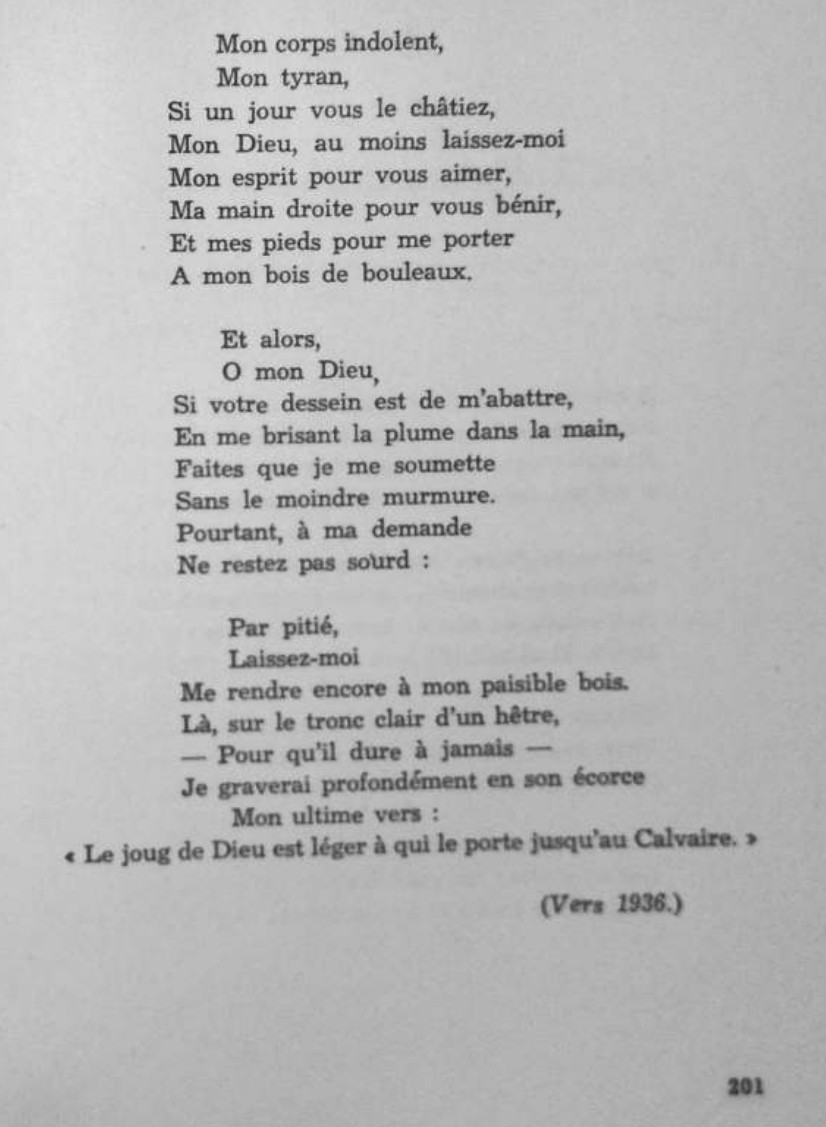 Mon corps indolent,
Mon tyran,
Si un jour vous le châtiez,
Mon Dieu, au moins laissez-moi
Mon esprit pour vous aimer,
Ma main droite pour vous bénir,
Et mes pieds pour me porter
A mon bois de bouleaux.
Et alors,
O mon Dieu,
Si votre dessein est de m'abattre,
En me brisant la plume dans la main,
Faites que je me soumette
Sans le moindre murmure.
Pourtant, à ma demande
Ne restez pas sourd :
Par pitié,
Laissez-moi
Me rendre encore à mon paisible bois.
Là, sur le tronc clair d'un hêtre,
— Pour qu'il dure à jamais —
Je graverai profondément en son écorce
Mon ultime vers :
« Le joug de Dieu est léger à qui le porte jusqu'au Calvaire. »
(Vers 1936.)
201